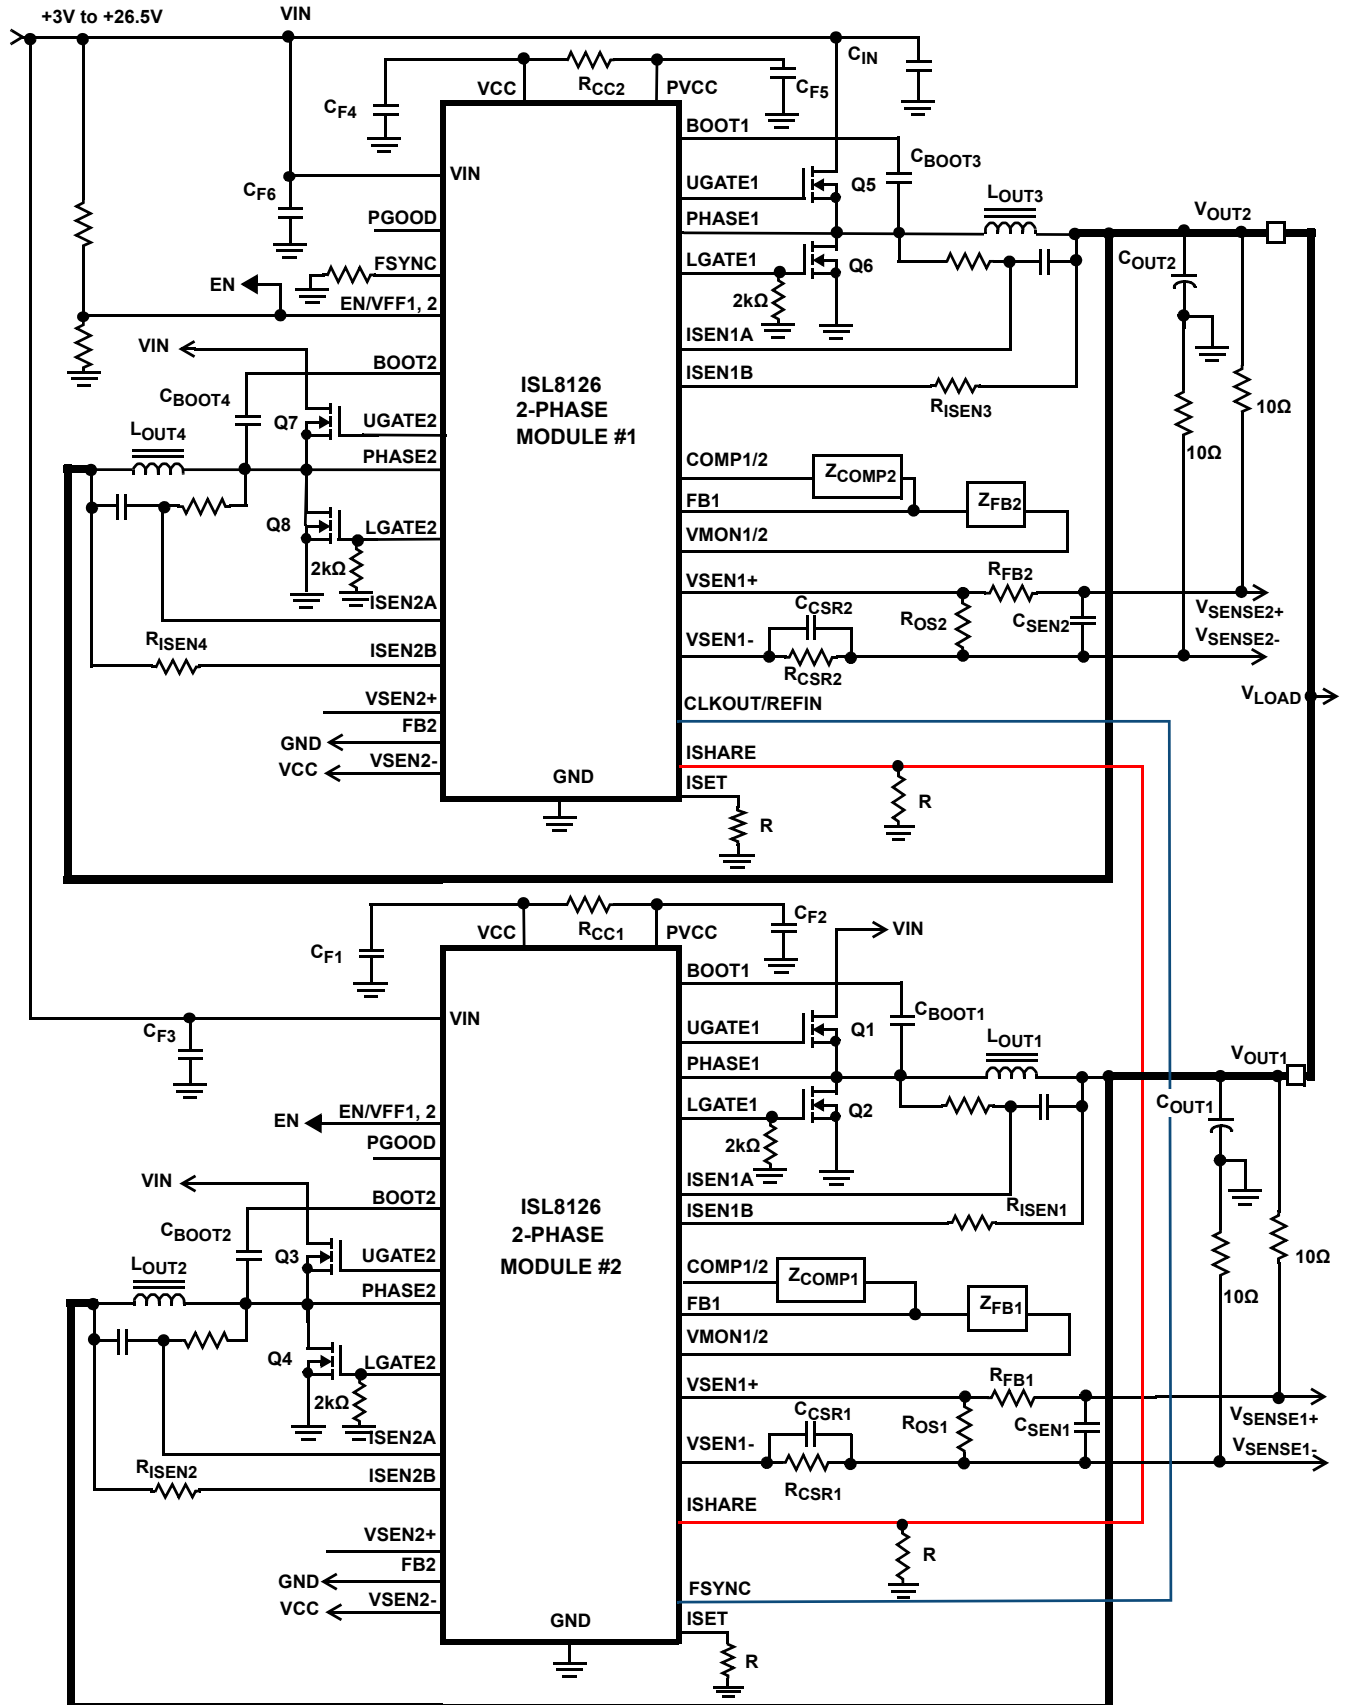 +3V to +26.5V
VIN
CIN
VCC
RCC2
PVCC
CF4
CF5
BOOT1
CBOOT3
VIN
CF6
UGATE1
Q5
LOUT3
VOUT2
PGOOD
PHASE1
COUT2
FSYNC
LGATE1
Q6
EN
EN/VFF1, 2
2kΩ
VIN
ISEN1A
BOOT2
ISEN1B
CBOOT4
RISEN3
ISL8126
2-PHASE
MODULE #1
10Ω
Q7
UGATE2
LOUT4
PHASE2
10Ω
COMP1/2
ZCOMP2
FB1
ZFB2
Q8
LGATE2
VMON1/2
2kΩ
VSEN1+
RFB2
ISEN2A
CCSR2
ROS2
CSEN2
VSENSE2+
VSENSE2-
RISEN4
ISEN2B
VSEN1-
RCSR2
VSEN2+
CLKOUT/REFIN
VLOAD
FB2
GND
ISHARE
VCC
VSEN2-
GND
ISET
R
R
VCC
RCC1
PVCC
CF2
VIN
CF1
BOOT1
CBOOT1
VIN
CF3
UGATE1
Q1
LOUT1
VOUT1
PHASE1
LGATE1
Q2
COUT1
EN
EN/VFF1, 2
PGOOD
2kΩ
VIN
ISEN1A
BOOT2
ISEN1B
RISEN1
CBOOT2
ISL8126
2-PHASE
MODULE #2
Q3
UGATE2
10Ω
LOUT2
COMP1/2
ZCOMP1
PHASE2
FB1
ZFB1
10Ω
VMON1/2
Q4
LGATE2
2kΩ
VSEN1+
RFB1
CCSR1
ROS1
CSEN1
VSENSE1+
ISEN2A
VSEN1-
VSENSE1-
RISEN2
ISEN2B
RCSR1
ISHARE
VSEN2+
R
FB2
GND
FSYNC
VCC
VSEN2-
GND
ISET
R